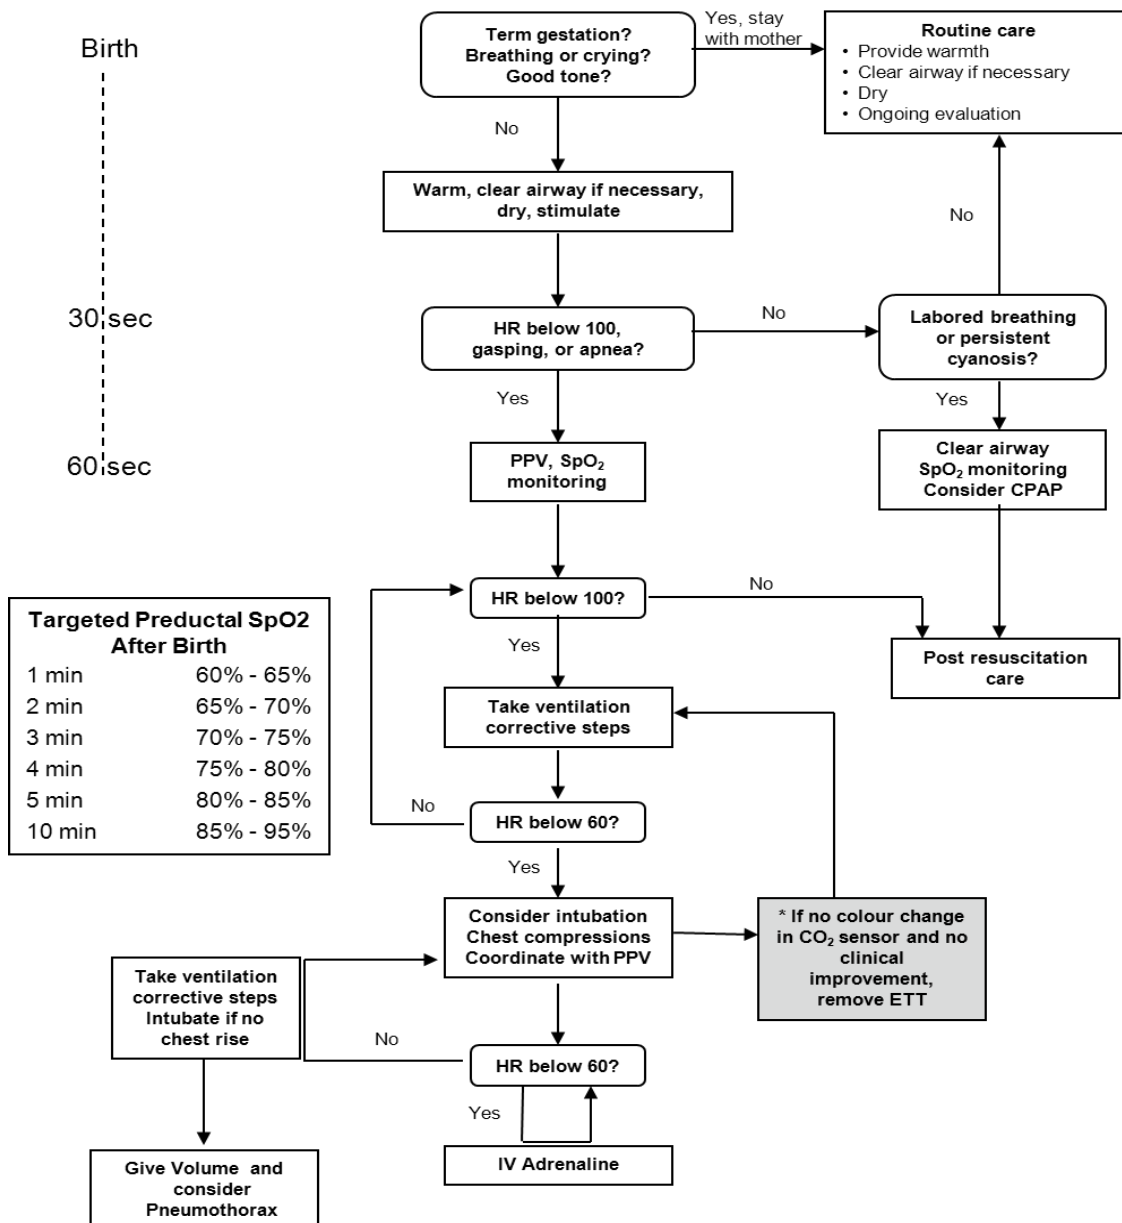 Birth
30 sec
60 sec
Term gestation?
Breathing or crying?
Good tone?
Yes, stay
with mother
Routine care
• Provide warmth
• Clear airway if necessary
• Dry
• Ongoing evaluation
No
Warm, clear airway if necessary,
dry, stimulate
No
HR below 100,
gasping, or apnea?
No
Labored breathing
or persistent
cyanosis?
Yes
Yes
PPV, SpO₂
monitoring
Clear airway
SpO₂ monitoring
Consider CPAP
HR below 100?
No
Yes
Post resuscitation
care
Targeted Preductal SpO2
After Birth
1 min 60% - 65%
2 min 65% - 70%
3 min 70% - 75%
4 min 75% - 80%
5 min 80% - 85%
10 min 85% - 95%
Take ventilation
corrective steps
No
HR below 60?
Yes
Consider intubation
Chest compressions
Coordinate with PPV
* If no colour change
in CO₂ sensor and no
clinical
improvement,
remove ETT
Take ventilation
corrective steps
Intubate if no
chest rise
No
HR below 60?
Yes
IV Adrenaline
Give Volume and
consider
Pneumothorax